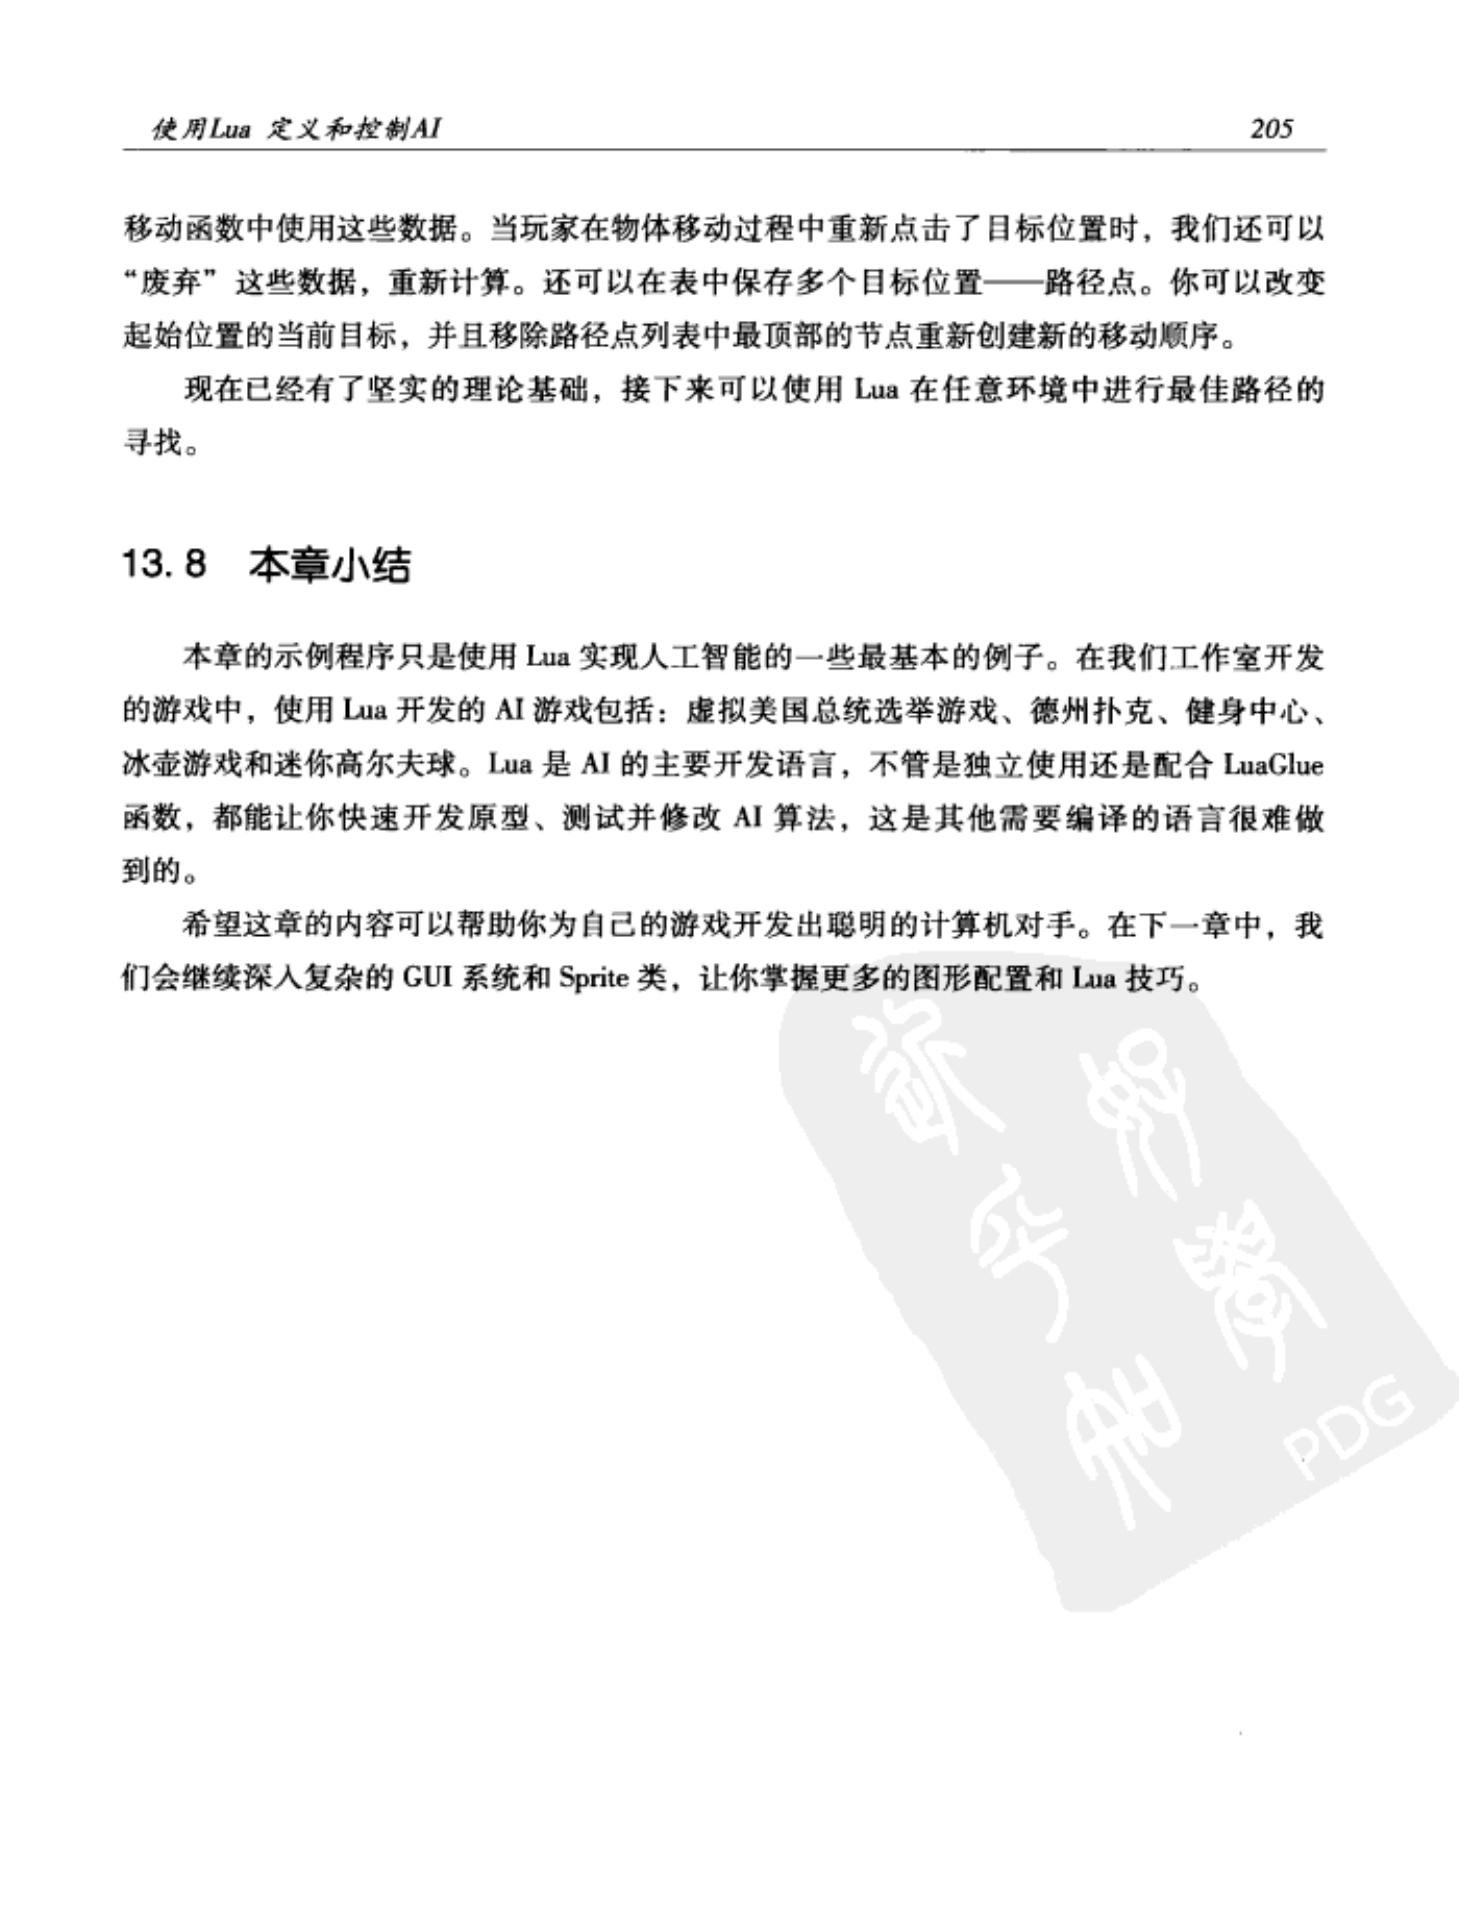 使用Lua 定义和控制AI 205
移动函数中使用这些数据。当玩家在物体移动过程中重新点击了目标位置时，我们还可以
“废弃”这些数据，重新计算。还可以在表中保存多个目标位置——路径点。你可以改变
起始位置的当前目标，并且移除路径点列表中最顶部的节点重新创建新的移动顺序。
现在已经有了坚实的理论基础，接下来可以使用 Lua 在任意环境中进行最佳路径的
寻找。
13.8 本章小结
本章的示例程序只是使用 Lua 实现人工智能的一些最基本的例子。在我们工作室开发
的游戏中，使用 Lua 开发的 AI 游戏包括：虚拟美国总统选举游戏、德州扑克、健身中心、
冰壶游戏和迷你高尔夫球。Lua 是 AI 的主要开发语言，不管是独立使用还是配合 LuaGlue
函数，都能让你快速开发原型、测试并修改 AI 算法，这是其他需要编译的语言很难做
到的。
希望这章的内容可以帮助你为自己的游戏开发出聪明的计算机对手。在下一章中，我
们会继续深入复杂的 GUI 系统和 Sprite 类，让你掌握更多的图形配置和 Lua 技巧。
PDG